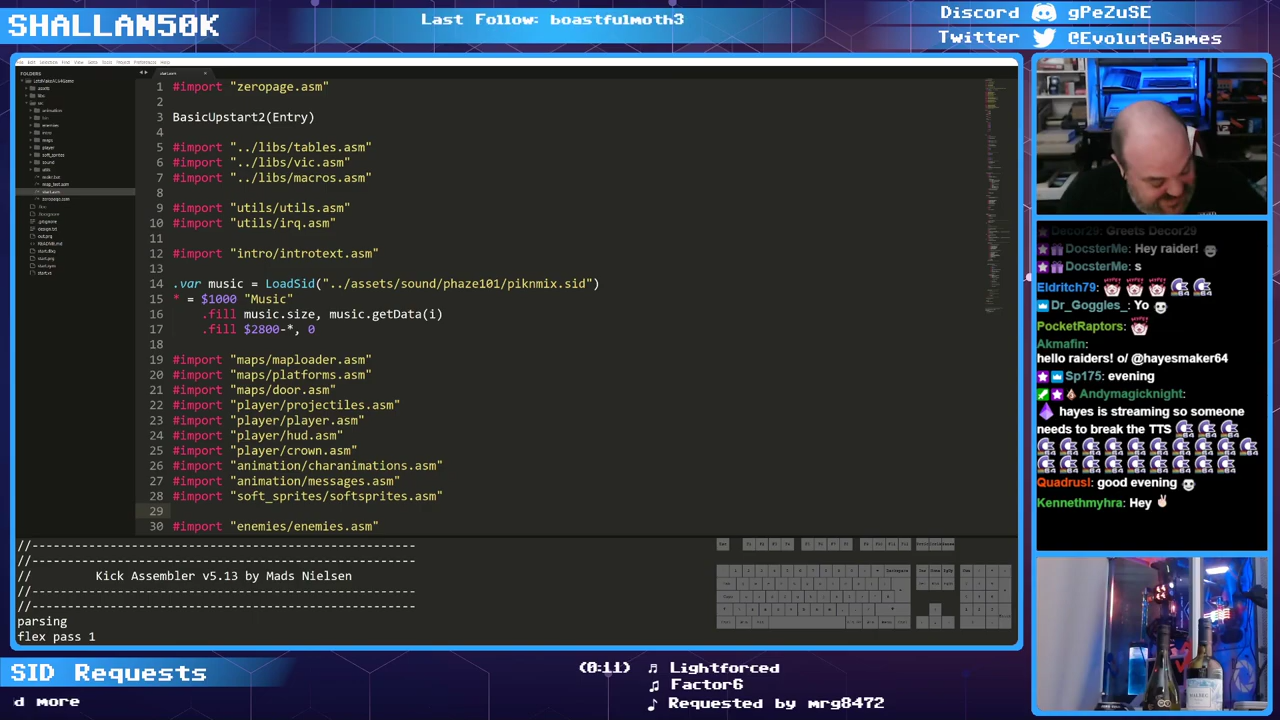 SHALLAN50K
Last Follow: boastfulmoth3
Discord gPeZuSE
Twitter @EvoluteGames
FOLDERS
1 #import "zeropage.asm"
2
3 BasicUpstart2(Entry)
4
5 #import "../libs/tables.asm"
6 #import "../libs/vic.asm"
7 #import "../libs/macros.asm"
8
9 #import "utils/utils.asm"
10 #import "utils/irq.asm"
11
12 #import "intro/introtext.asm"
13
14 .var music = LoadSid("../assets/sound/phaze101/piknmix.sid")
15 * = $1000 "Music"
16 .fill music.size, music.getData(i)
17 .fill $2800-*, 0
18
19 #import "maps/maploader.asm"
20 #import "maps/platforms.asm"
21 #import "maps/door.asm"
22 #import "player/projectiles.asm"
23 #import "player/player.asm"
24 #import "player/hud.asm"
25 #import "player/crown.asm"
26 #import "animation/charanimations.asm"
27 #import "animation/messages.asm"
28 #import "soft_sprites/softsprites.asm"
29
30 #import "enemies/enemies.asm"
//------------------------------------------------------
//------------------------------------------------------
// Kick Assembler v5.13 by Mads Nielsen
//------------------------------------------------------
//------------------------------------------------------
parsing
flex pass 1
Decor29: Greets Decor29
DocsterMe: Hey raider!
DocsterMe: s
Eldritch79:
Dr_Goggles_: Yo
PocketRaptors:
Akmafin:
hello raiders! o/ @hayesmaker64
Sp175: evening
Andymagicknight:
hayes is streaming so someone
needs to break the TTS
Quadrusl: good evening
Kennethmyhra: Hey
SID Requests
d more
(0:11) Lightforced
Factor6
Requested by mrg8472